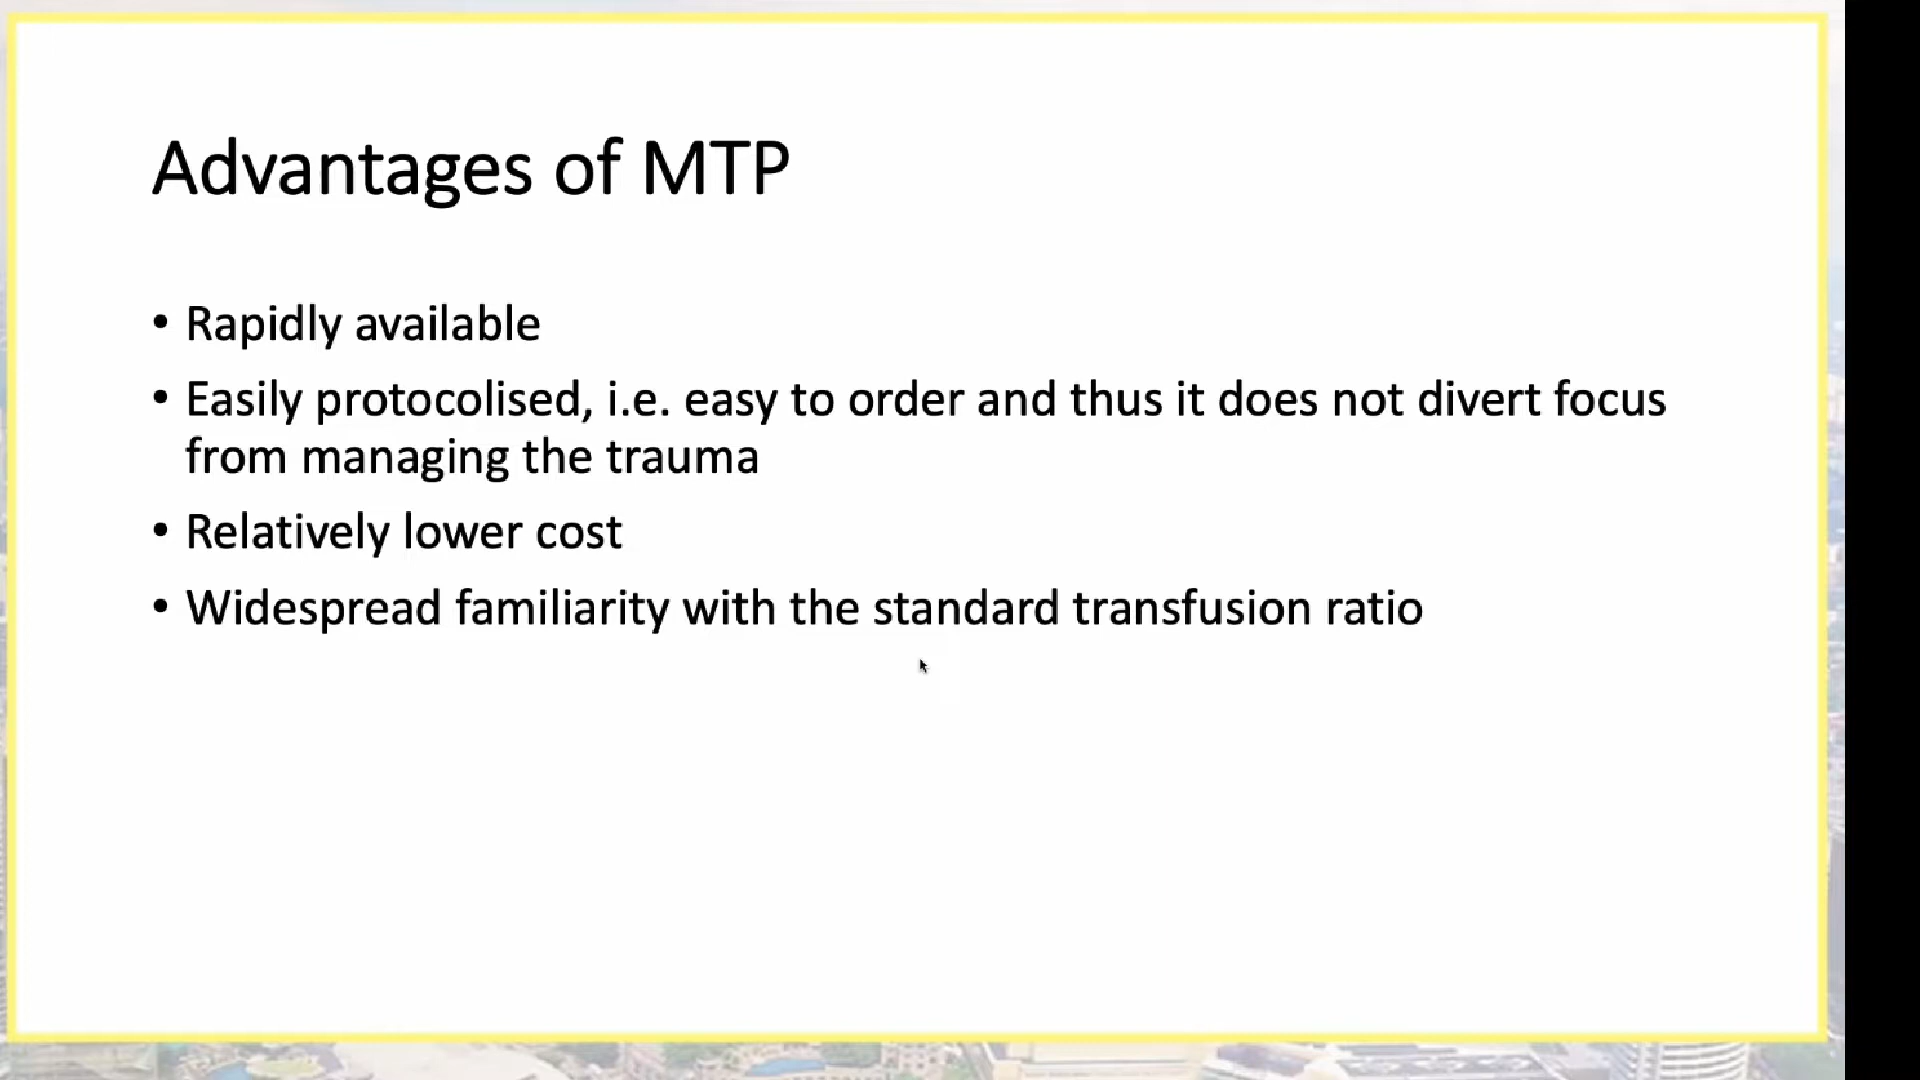 Advantages of MTP
• Rapidly available
• Easily protocolised, i.e. easy to order and thus it does not divert focus
from managing the trauma
• Relatively lower cost
• Widespread familiarity with the standard transfusion ratio